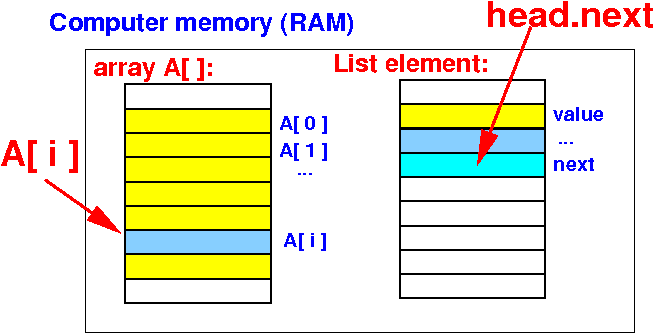 Computer memory (RAM)
head.next
array A[ ]:
List element:
A[ i ]
A[ 0 ]
A[ 1 ]
...
A[ i ]
value
...
next